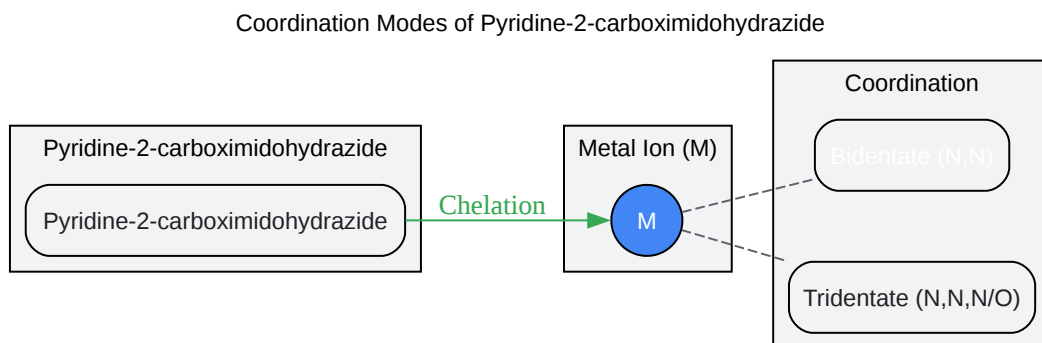 Coordination Modes of Pyridine-2-carboximidohydrazide
Pyridine-2-carboximidohydrazide
Pyridine-2-carboximidohydrazide
Chelation
Metal Ion (M)
M
Coordination
Bidentate (N,N)
Tridentate (N,N,N/O)